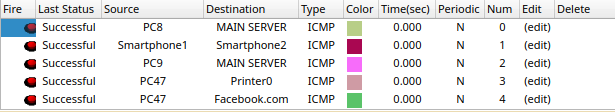 Fire Last Status Source Destination Type Color Time(sec) Periodic Num Edit Delete
Successful PC8 MAIN SERVER ICMP 0.000 N 0 (edit)
Successful Smartphone1 Smartphone2 ICMP 0.000 N 1 (edit)
Successful PC9 MAIN SERVER ICMP 0.000 N 2 (edit)
Successful PC47 Printer0 ICMP 0.000 N 3 (edit)
Successful PC47 Facebook.com ICMP 0.000 N 4 (edit)